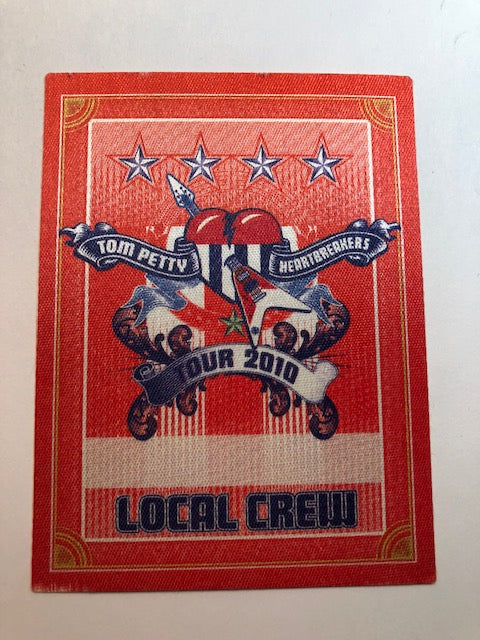 TOM PETTY
HEARTBREAKERS
TOUR 2010
LOCAL CREW